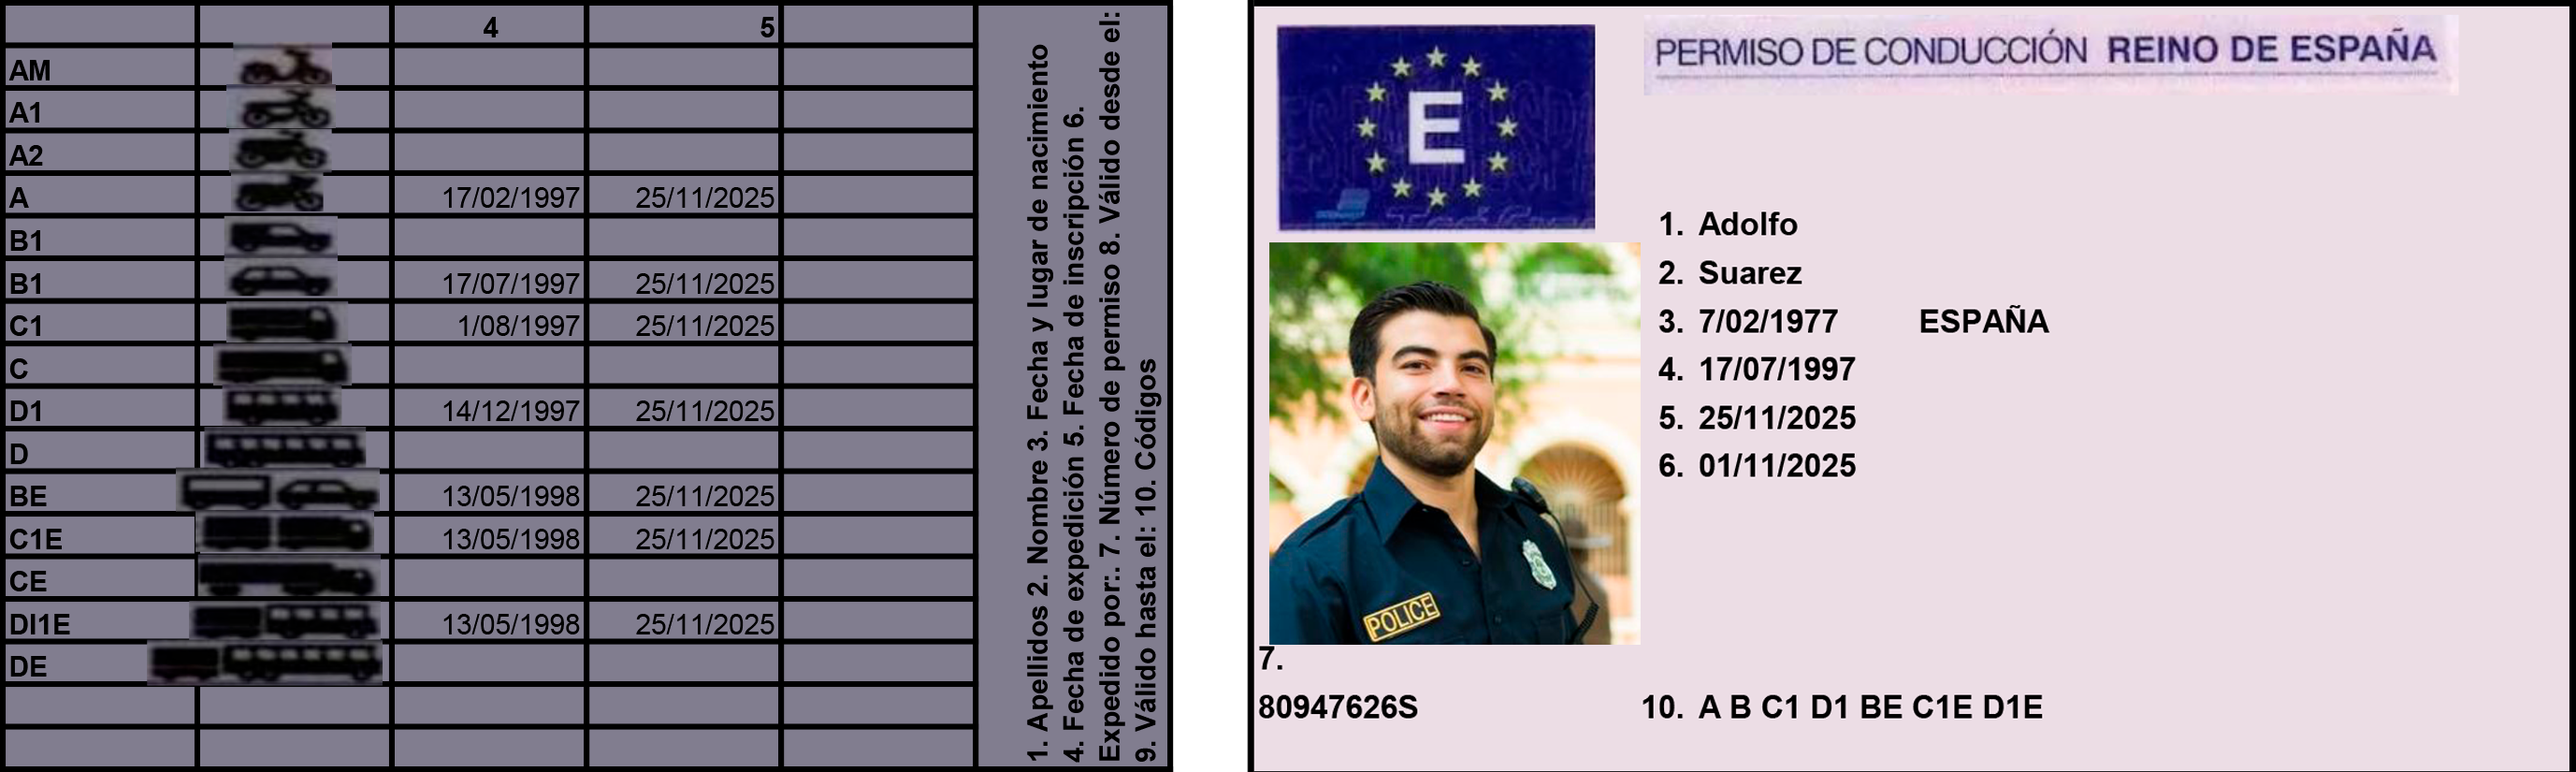 4 5
AM
A1
A2
A 17/02/1997 25/11/2025
B1
B1 17/07/1997 25/11/2025
C1 1/08/1997 25/11/2025
C
D1 14/12/1997 25/11/2025
D
BE 13/05/1998 25/11/2025
C1E 13/05/1998 25/11/2025
CE
DI1E 13/05/1998 25/11/2025
DE
1. Apellidos 2. Nombre 3. Fecha y lugar de nacimiento
4. Fecha de expedición 5. Fecha de inscripción 6.
Expedido por:. 7. Número de permiso 8. Válido desde el:
9. Válido hasta el: 10. Códigos
E
PERMISO DE CONDUCCIÓN REINO DE ESPAÑA
1. Adolfo
2. Suarez
3. 7/02/1977 ESPAÑA
4. 17/07/1997
5. 25/11/2025
6. 01/11/2025
POLICE
7.
80947626S
10. A B C1 D1 BE C1E D1E